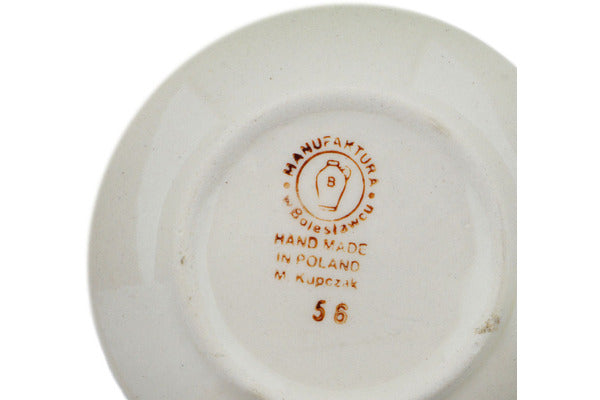 MANUFAKTURA
w Bolesławcu
B
HAND MADE
IN POLAND
M. Kupczak
56